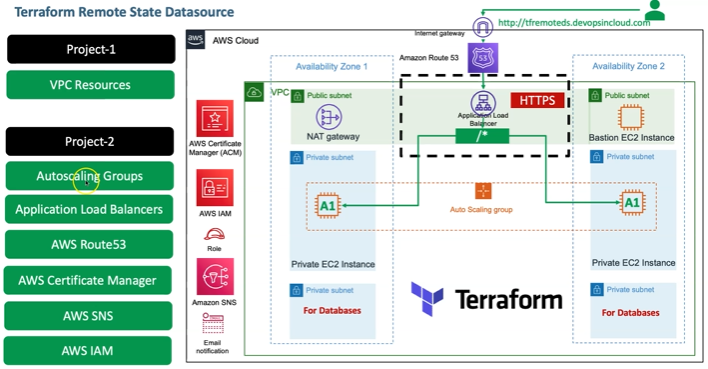 Terraform Remote State Datasource
Project-1
VPC Resources
Project-2
Autoscaling Groups
Application Load Balancers
AWS Route53
AWS Certificate Manager
AWS SNS
AWS IAM
aws
AWS Cloud
Internet gateway
http://tfremoteds.devopsincloud.com
Amazon Route 53
53
Availability Zone 1
Availability Zone 2
VPC
Public subnet
NAT gateway
HTTPS
Application Load
Balancer
/*
Public subnet
Bastion EC2 Instance
AWS Certificate
Manager (ACM)
AWS IAM
Role
Amazon SNS
Email
notification
Private subnet
A1
Private EC2 Instance
Auto Scaling group
Private subnet
A1
Private EC2 Instance
Private subnet
For Databases
Terraform
Private subnet
For Databases